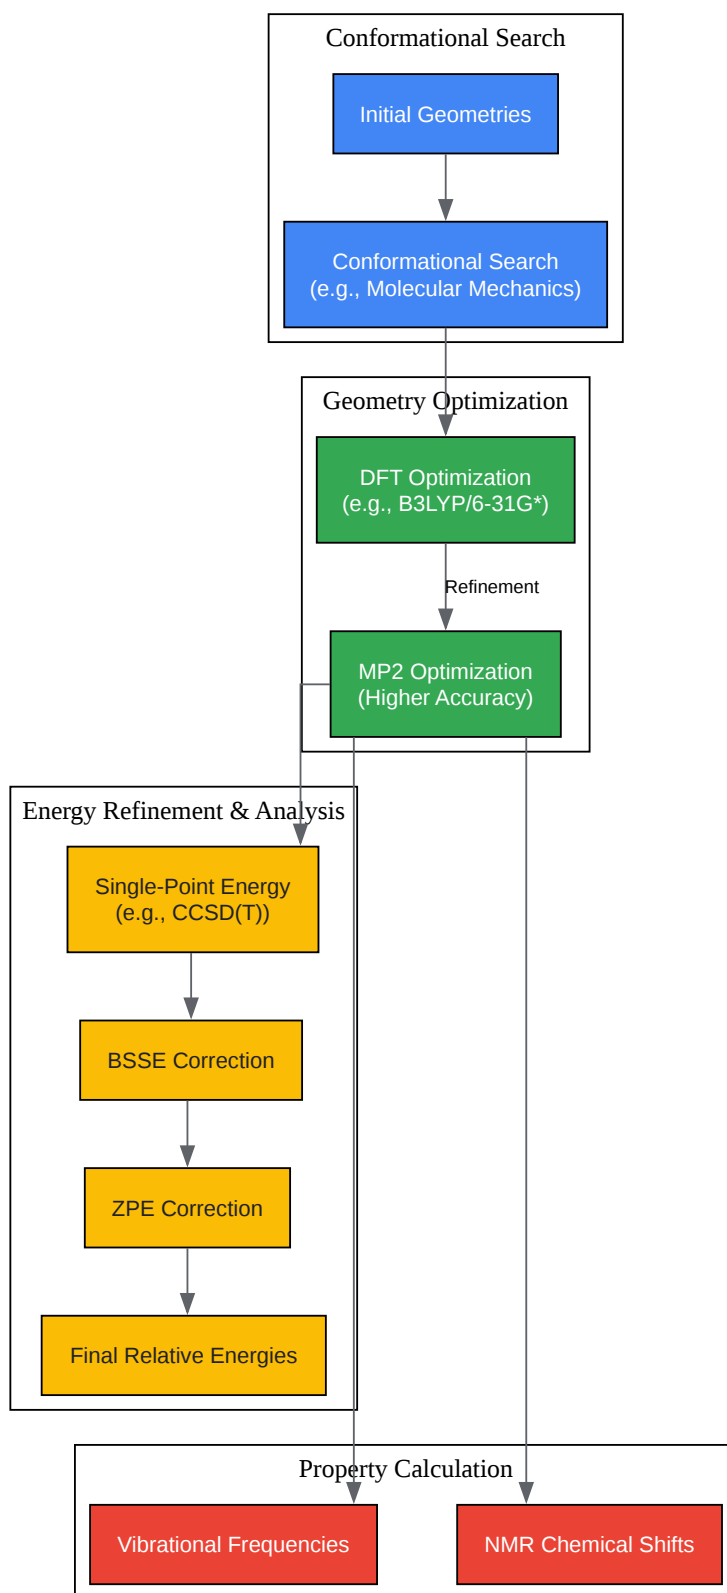 Conformational Search
Initial Geometries
Conformational Search
(e.g., Molecular Mechanics)
Geometry Optimization
DFT Optimization
(e.g., B3LYP/6-31G*)
Refinement
MP2 Optimization
(Higher Accuracy)
Energy Refinement & Analysis
Single-Point Energy
(e.g., CCSD(T))
BSSE Correction
ZPE Correction
Final Relative Energies
Property Calculation
Vibrational Frequencies
NMR Chemical Shifts